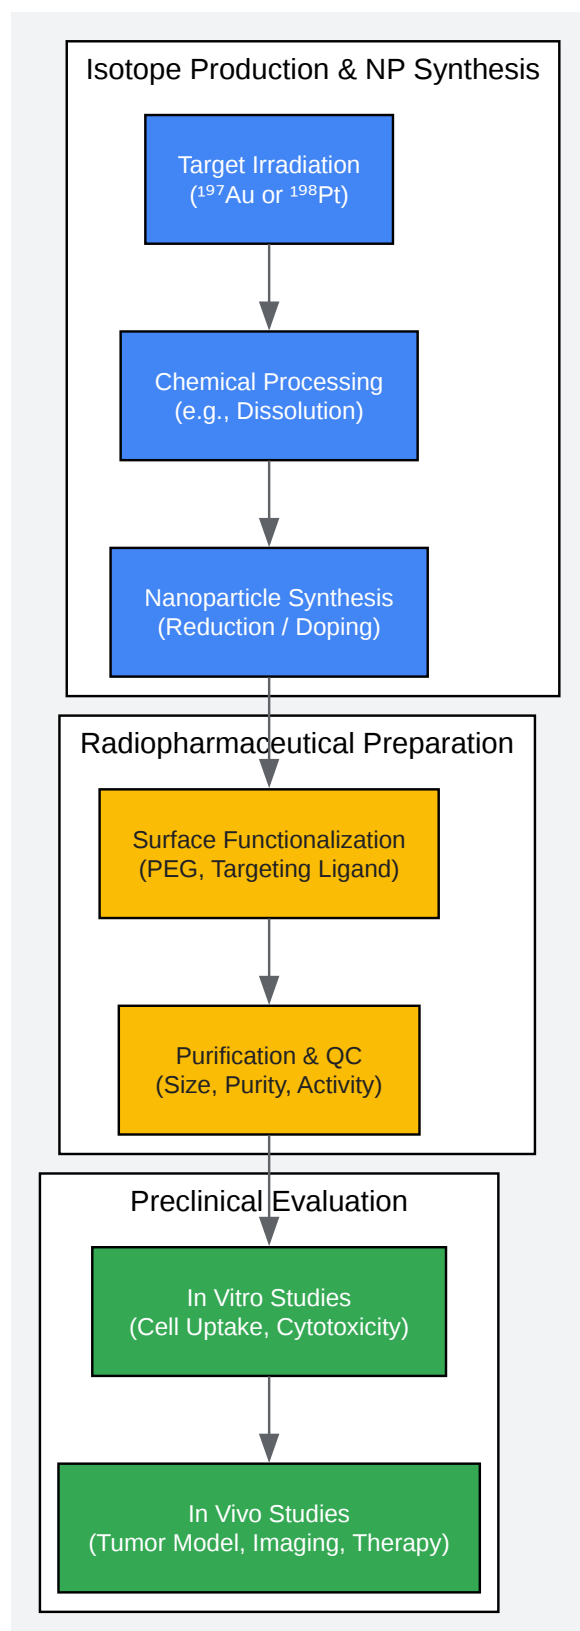 Isotope Production & NP Synthesis
Target Irradiation
(¹⁹⁷Au or ¹⁹⁸Pt)
Chemical Processing
(e.g., Dissolution)
Nanoparticle Synthesis
(Reduction / Doping)
Radiopharmaceutical Preparation
Surface Functionalization
(PEG, Targeting Ligand)
Purification & QC
(Size, Purity, Activity)
Preclinical Evaluation
In Vitro Studies
(Cell Uptake, Cytotoxicity)
In Vivo Studies
(Tumor Model, Imaging, Therapy)